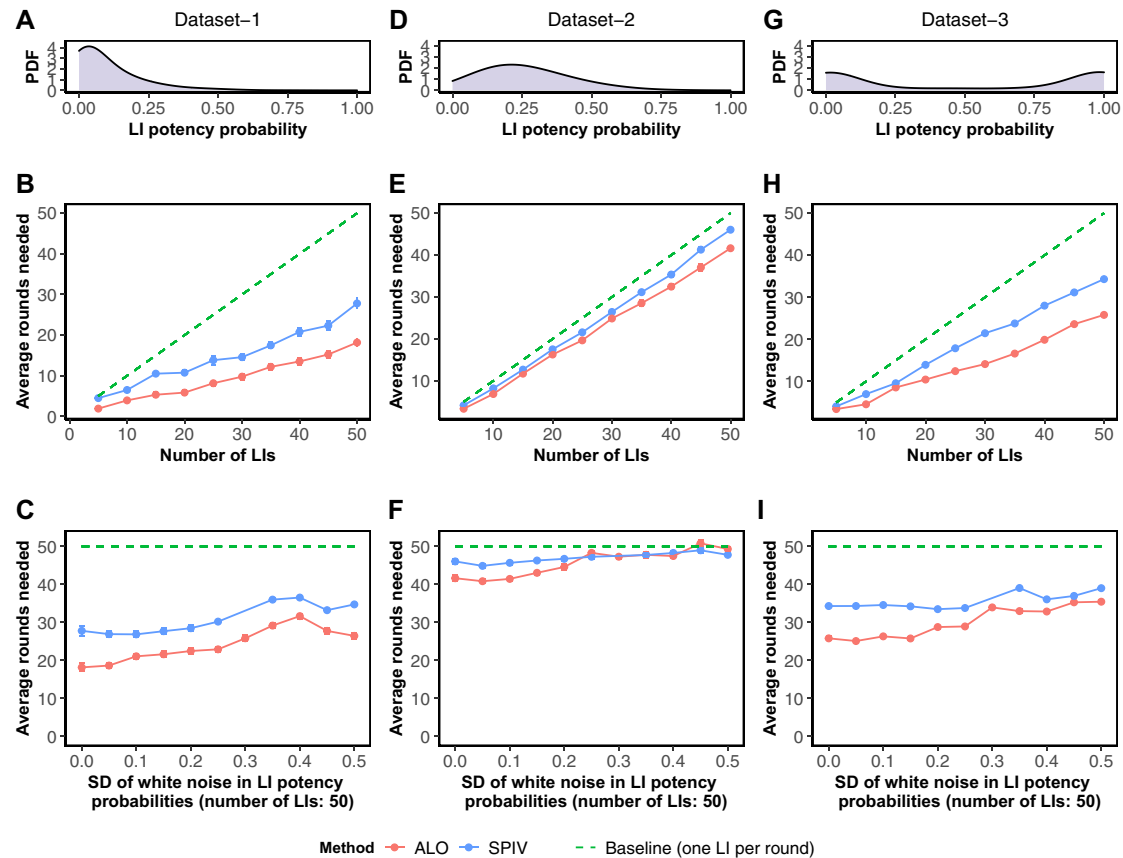 A
Dataset-1
PDF
4
3
2
1
0
0.00 0.25 0.50 0.75 1.00
LI potency probability
D
Dataset-2
PDF
4
3
2
1
0
0.00 0.25 0.50 0.75 1.00
LI potency probability
G
Dataset-3
PDF
4
3
2
1
0
0.00 0.25 0.50 0.75 1.00
LI potency probability
B
Average rounds needed
50
40
30
20
10
0
0 10 20 30 40 50
Number of LIs
E
Average rounds needed
50
40
30
20
10
10 20 30 40 50
Number of LIs
H
Average rounds needed
50
40
30
20
10
10 20 30 40 50
Number of LIs
C
Average rounds needed
50
40
30
20
10
0
0.0 0.1 0.2 0.3 0.4 0.5
SD of white noise in LI potency
probabilities (number of LIs: 50)
F
Average rounds needed
50
40
30
20
10
0
0.0 0.1 0.2 0.3 0.4 0.5
SD of white noise in LI potency
probabilities (number of LIs: 50)
I
Average rounds needed
50
40
30
20
10
0
0.0 0.1 0.2 0.3 0.4 0.5
SD of white noise in LI potency
probabilities (number of LIs: 50)
Method ALO SPIV Baseline (one LI per round)